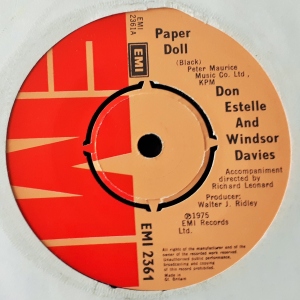 EMI
2361A
EMI
Paper
Doll
(Black)
Peter Maurice
Music Co. Ltd.,
KPM
Don
Estelle
And
Windsor
Davies
Accompaniment
directed by
Richard Leonard
Producer:
Walter J. Ridley
℗1975
EMI Records
Ltd.
EMI 2361
All rights of the manufacturer and of the
owner of the recorded work reserved.
Unauthorised public performance,
broadcasting and copying
of this record prohibited.
Made in
Gt. Britain
EMI